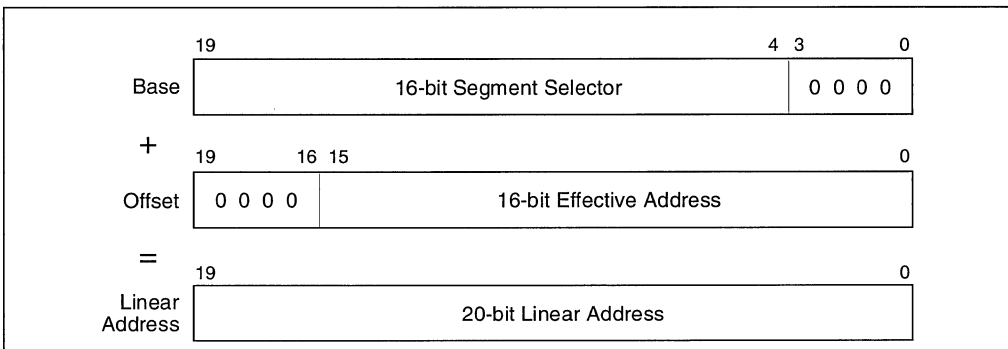 19 4 3 0
Base 16-bit Segment Selector 0 0 0 0
+
19 16 15 0
Offset 0 0 0 0 16-bit Effective Address
=
19 0
Linear
Address 20-bit Linear Address